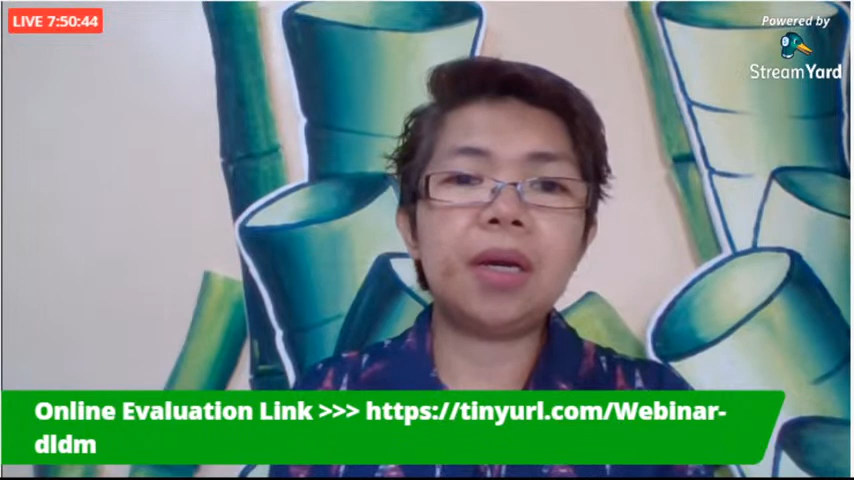 LIVE 7:50:44
Powered by
StreamYard
Online Evaluation Link >>> https://tinyurl.com/Webinar-
dldm